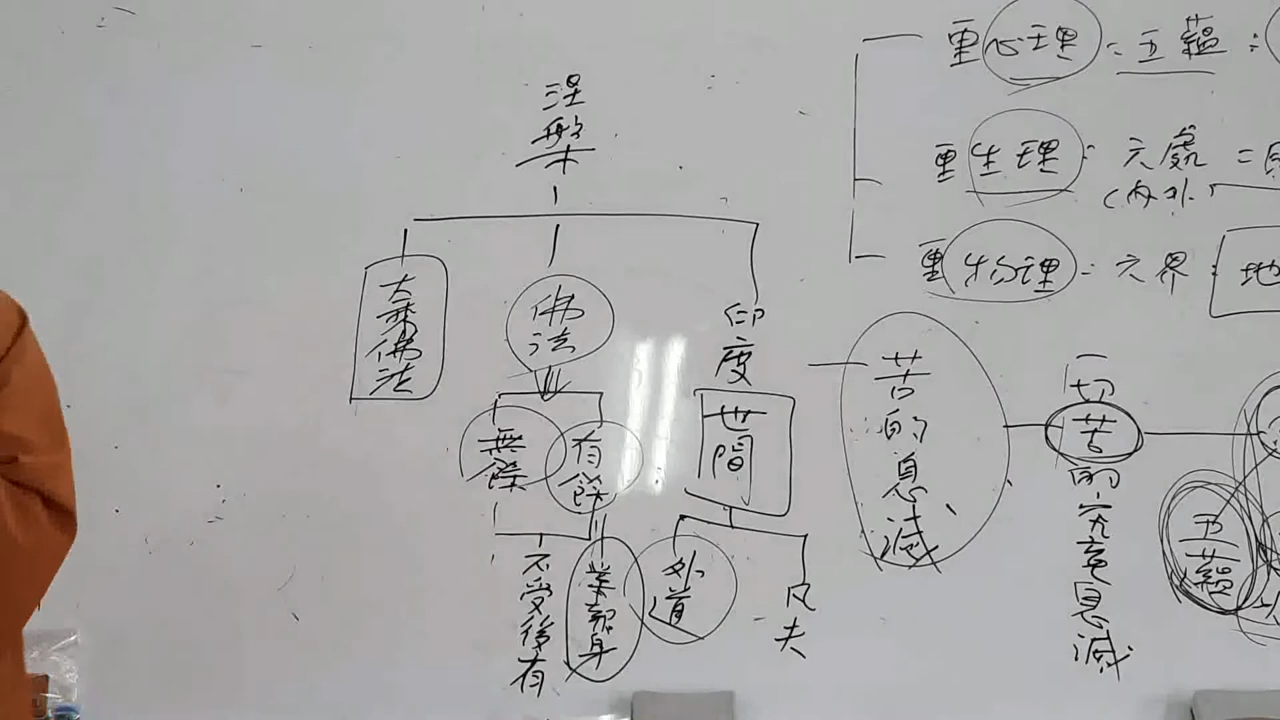 涅槃
大乘佛法
佛法
無餘
有餘
不受後有
業報身
印度
世間
外道
凡夫
重心理：五蘊：
重生理：六處＝
（內外）
重物理：六界：地
苦的息滅
一切苦的究竟息滅
五蘊